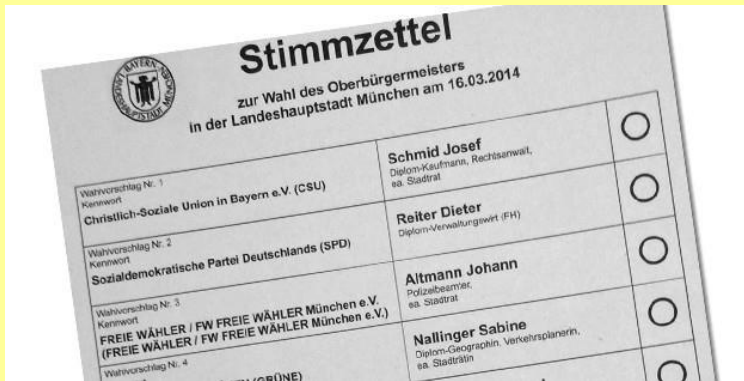 Stimmzettel
zur Wahl des Oberbürgermeisters
in der Landeshauptstadt München am 16.03.2014
Wahlvorschlag Nr. 1
Kennwort
Christlich-Soziale Union in Bayern e.V. (CSU)
Schmid Josef
Diplom-Kaufmann, Rechtsanwalt,
ea. Stadtrat
Wahlvorschlag Nr. 2
Kennwort
Sozialdemokratische Partei Deutschlands (SPD)
Reiter Dieter
Diplom-Verwaltungswirt (FH)
Wahlvorschlag Nr. 3
Kennwort
FREIE WÄHLER / FW FREIE WÄHLER München e.V.
(FREIE WÄHLER / FW FREIE WÄHLER München e.V.)
Altmann Johann
Polizeibeamter,
ea. Stadtrat
Wahlvorschlag Nr. 4
Nallinger Sabine
Diplom-Geographin, Verkehrsplanerin,
ea. Stadträtin